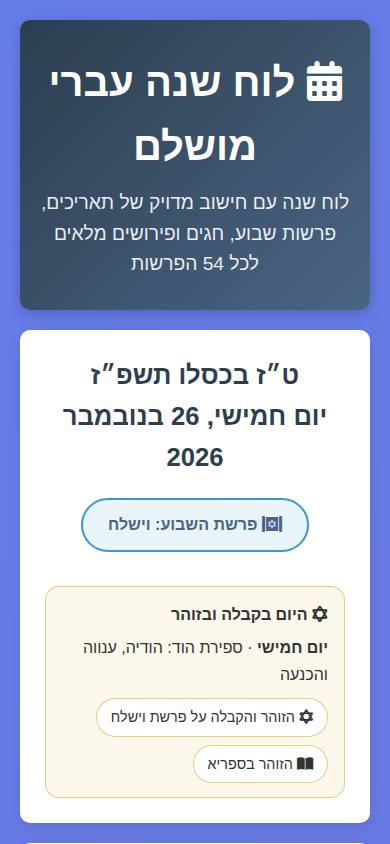 לוח שנה עברי
מושלם
לוח שנה עם חישוב מדויק של תאריכים,
פרשות שבוע, חגים ופירושים מלאים
לכל 54 הפרשות
ט״ז בכסלו תשפ״ז
יום חמישי, 26 בנובמבר
2026
פרשת השבוע: וישלח
היום בקבלה ובזוהר
יום חמישי · ספירת הוד: הודיה, ענווה
והכנעה
הזוהר והקבלה על פרשת וישלח
הזוהר בספריא